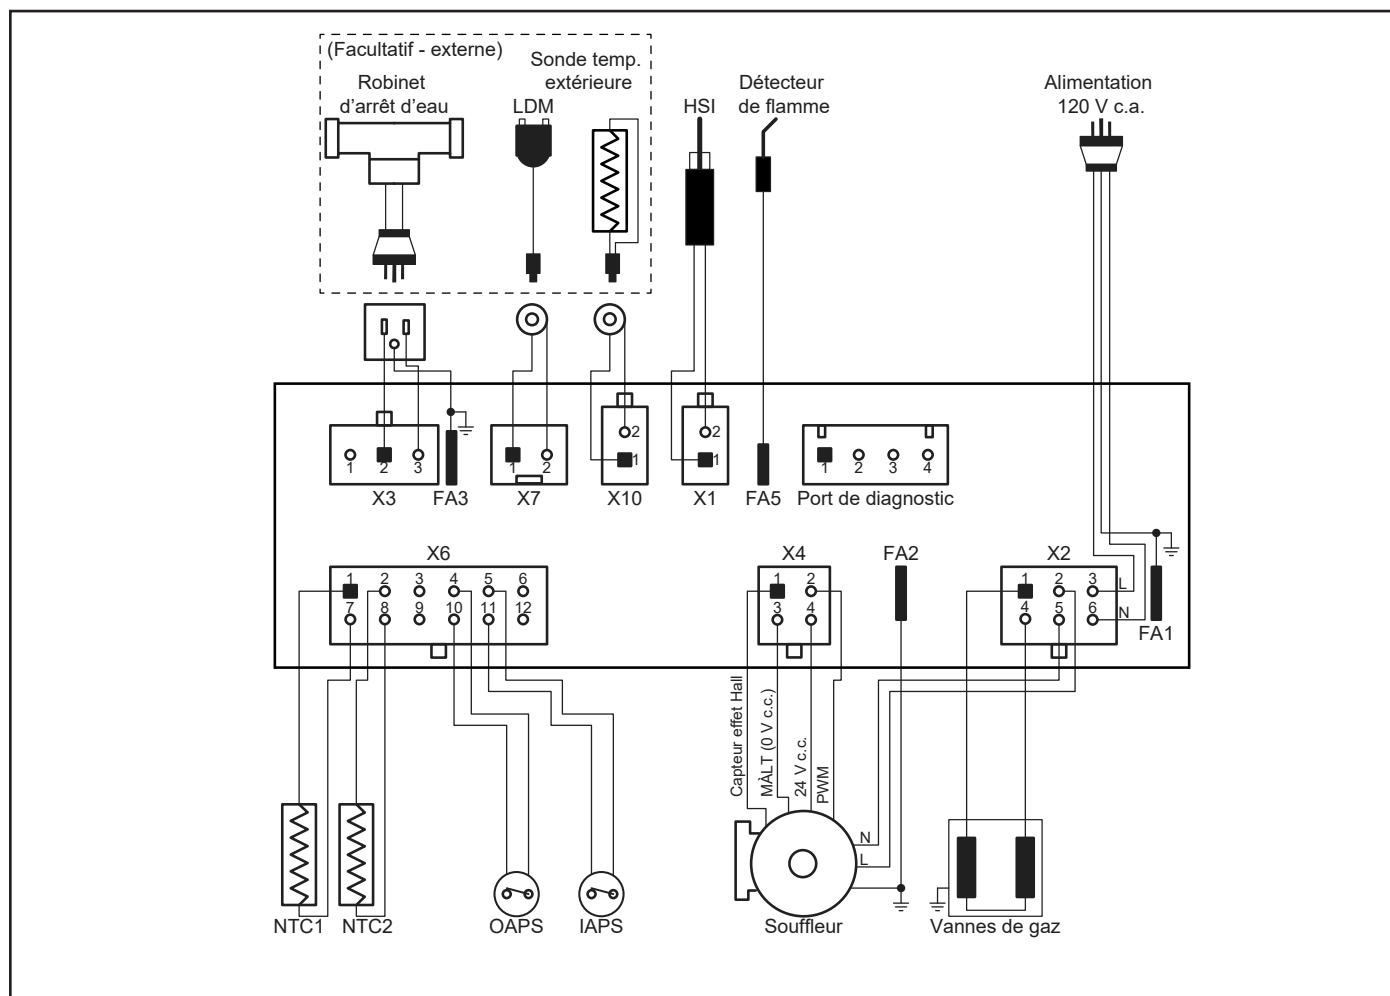 (Facultatif - externe)
Robinet
d'arrêt d'eau
LDM
Sonde temp.
extérieure
HSI
Détecteur
de flamme
Alimentation
120 V c.a.
1 2 3
X3
FA3
1 2
X7
2
1
X10
2
1
X1
FA5
1 2 3 4
Port de diagnostic
X6
1 2 3 4 5 6
7 8 9 10 11 12
X4
1 2
3 4
FA2
X2
1 2 3
4 5 6
L
N
FA1
Capteur effet Hall
MÀLT (0 V c.c.)
24 V c.c.
PWM
N
L
NTC1
NTC2
OAPS
IAPS
Souffleur
Vannes de gaz